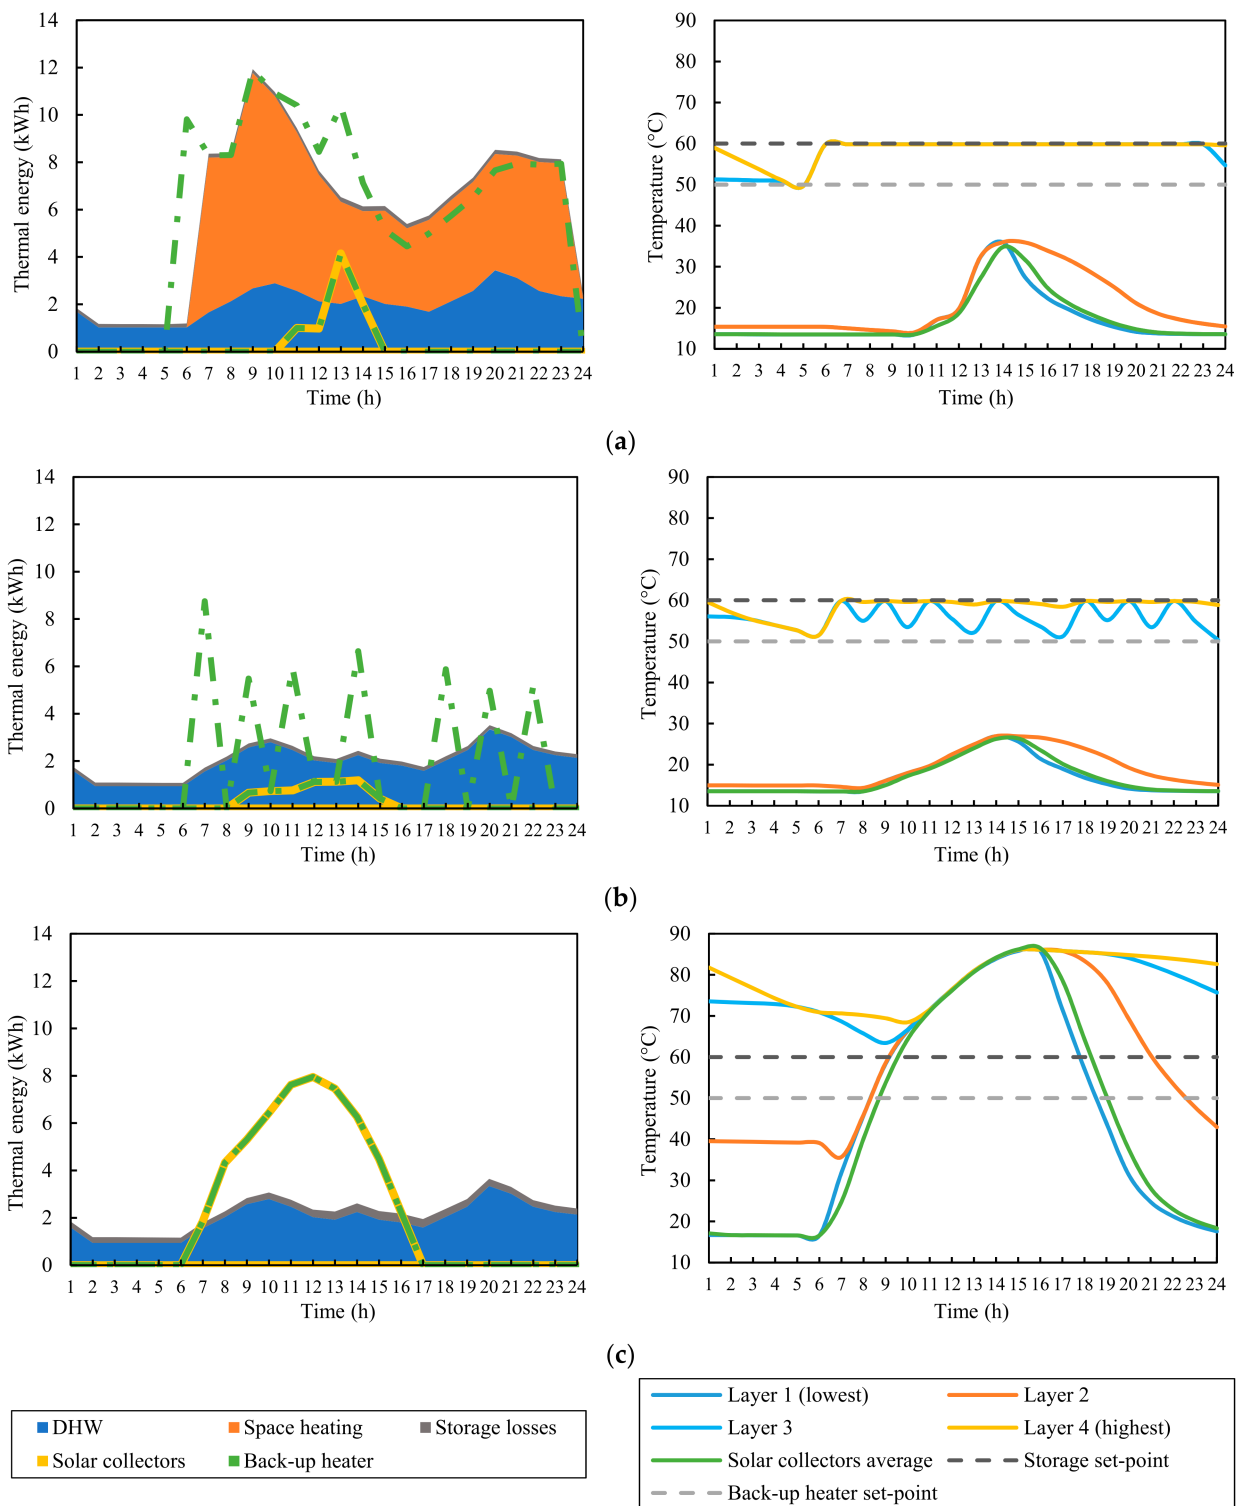 14
12
10
8
6
4
2
0
Thermal energy (kWh)
1 2 3 4 5 6 7 8 9 10 11 12 13 14 15 16 17 18 19 20 21 22 23 24
Time (h)
90
80
70
60
50
40
30
20
10
Temperature (°C)
1 2 3 4 5 6 7 8 9 10 11 12 13 14 15 16 17 18 19 20 21 22 23 24
Time (h)
(a)
14
12
10
8
6
4
2
0
Thermal energy (kWh)
1 2 3 4 5 6 7 8 9 10 11 12 13 14 15 16 17 18 19 20 21 22 23 24
Time (h)
90
80
70
60
50
40
30
20
10
Temperature (°C)
1 2 3 4 5 6 7 8 9 10 11 12 13 14 15 16 17 18 19 20 21 22 23 24
Time (h)
(b)
14
12
10
8
6
4
2
0
Thermal energy (kWh)
1 2 3 4 5 6 7 8 9 10 11 12 13 14 15 16 17 18 19 20 21 22 23 24
Time (h)
90
80
70
60
50
40
30
20
10
Temperature (°C)
1 2 3 4 5 6 7 8 9 10 11 12 13 14 15 16 17 18 19 20 21 22 23 24
Time (h)
(c)
DHW Space heating Storage losses
Solar collectors Back-up heater
Layer 1 (lowest) Layer 2
Layer 3 Layer 4 (highest)
Solar collectors average Storage set-point
Back-up heater set-point